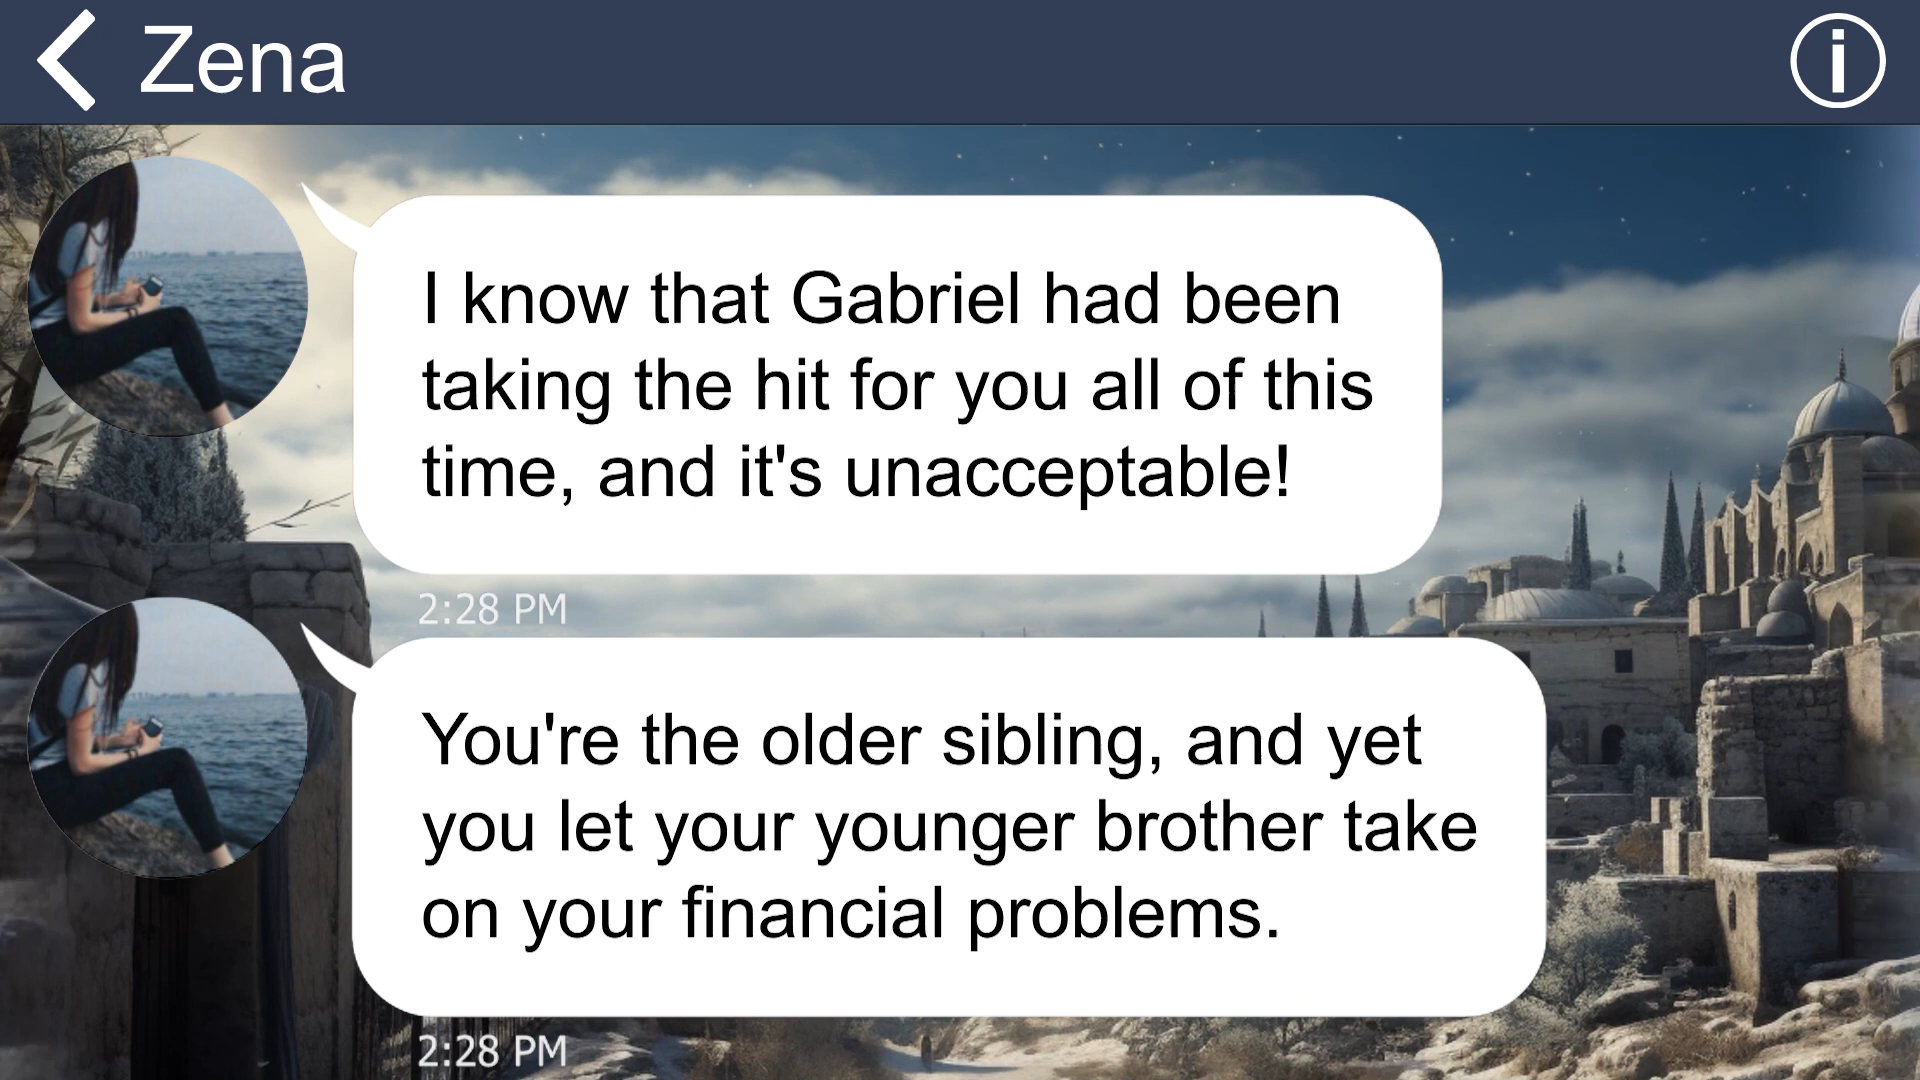 Zena
I know that Gabriel had been
taking the hit for you all of this
time, and it's unacceptable!
2:28 PM
You're the older sibling, and yet
you let your younger brother take
on your financial problems.
2:28 PM